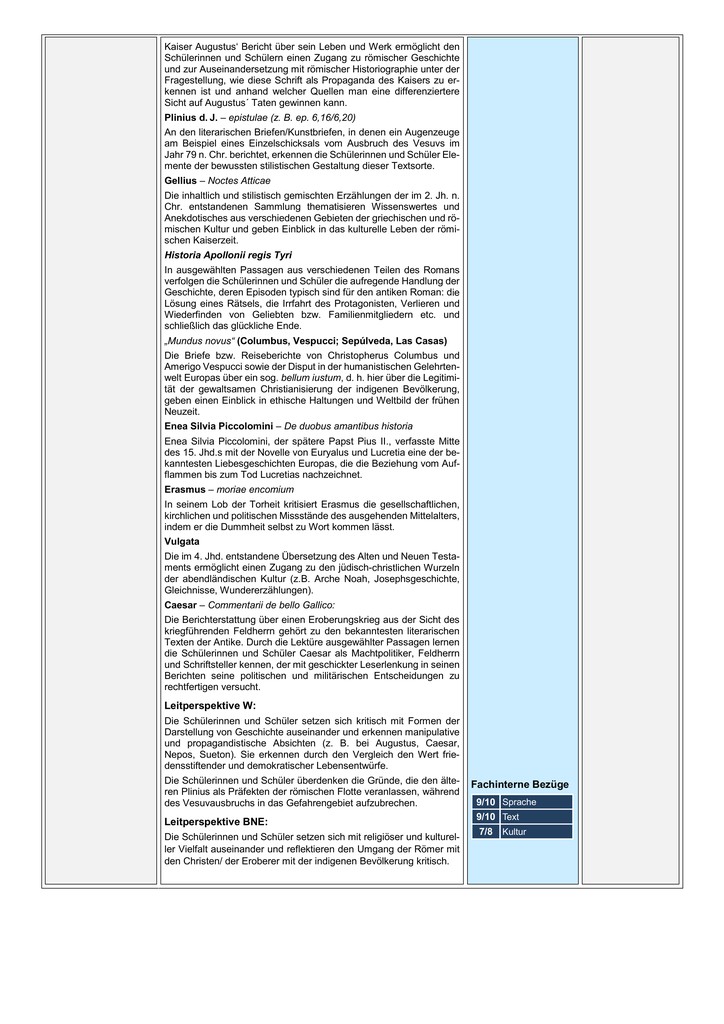 Kaiser Augustus' Bericht über sein Leben und Werk ermöglicht den
Schülerinnen und Schülern einen Zugang zu römischer Geschichte
und zur Auseinandersetzung mit römischer Historiographie unter der
Fragestellung, wie diese Schrift als Propaganda des Kaisers zu er-
kennen ist und anhand welcher Quellen man eine differenziertere
Sicht auf Augustus´ Taten gewinnen kann.
Plinius d. J. – epistulae (z. B. ep. 6,16/6,20)
An den literarischen Briefen/Kunstbriefen, in denen ein Augenzeuge
am Beispiel eines Einzelschicksals vom Ausbruch des Vesuvs im
Jahr 79 n. Chr. berichtet, erkennen die Schülerinnen und Schüler Ele-
mente der bewussten stilistischen Gestaltung dieser Textsorte.
Gellius – Noctes Atticae
Die inhaltlich und stilistisch gemischten Erzählungen der im 2. Jh. n.
Chr. entstandenen Sammlung thematisieren Wissenswertes und
Anekdotisches aus verschiedenen Gebieten der griechischen und rö-
mischen Kultur und geben Einblick in das kulturelle Leben der römi-
schen Kaiserzeit.
Historia Apollonii regis Tyri
In ausgewählten Passagen aus verschiedenen Teilen des Romans
verfolgen die Schülerinnen und Schüler die aufregende Handlung der
Geschichte, deren Episoden typisch sind für den antiken Roman: die
Lösung eines Rätsels, die Irrfahrt des Protagonisten, Verlieren und
Wiederfinden von Geliebten bzw. Familienmitgliedern etc. und
schließlich das glückliche Ende.
„Mundus novus“ (Columbus, Vespucci; Sepúlveda, Las Casas)
Die Briefe bzw. Reiseberichte von Christopherus Columbus und
Amerigo Vespucci sowie der Disput in der humanistischen Gelehrten-
welt Europas über ein sog. bellum iustum, d. h. hier über die Legitimi-
tät der gewaltsamen Christianisierung der indigenen Bevölkerung,
geben einen Einblick in ethische Haltungen und Weltbild der frühen
Neuzeit.
Enea Silvia Piccolomini – De duobus amantibus historia
Enea Silvia Piccolomini, der spätere Papst Pius II., verfasste Mitte
des 15. Jhd.s mit der Novelle von Euryalus und Lucretia eine der be-
kanntesten Liebesgeschichten Europas, die die Beziehung vom Auf-
flammen bis zum Tod Lucretias nachzeichnet.
Erasmus – moriae encomium
In seinem Lob der Torheit kritisiert Erasmus die gesellschaftlichen,
kirchlichen und politischen Missstände des ausgehenden Mittelalters,
indem er die Dummheit selbst zu Wort kommen lässt.
Vulgata
Die im 4. Jhd. entstandene Übersetzung des Alten und Neuen Testa-
ments ermöglicht einen Zugang zu den jüdisch-christlichen Wurzeln
der abendländischen Kultur (z.B. Arche Noah, Josephsgeschichte,
Gleichnisse, Wundererzählungen).
Caesar – Commentarii de bello Gallico:
Die Berichterstattung über einen Eroberungskrieg aus der Sicht des
kriegführenden Feldherrn gehört zu den bekanntesten literarischen
Texten der Antike. Durch die Lektüre ausgewählter Passagen lernen
die Schülerinnen und Schüler Caesar als Machtpolitiker, Feldherrn
und Schriftsteller kennen, der mit geschickter Leserlenkung in seinen
Berichten seine politischen und militärischen Entscheidungen zu
rechtfertigen versucht.
Leitperspektive W:
Die Schülerinnen und Schüler setzen sich kritisch mit Formen der
Darstellung von Geschichte auseinander und erkennen manipulative
und propagandistische Absichten (z. B. bei Augustus, Caesar,
Nepos, Sueton). Sie erkennen durch den Vergleich den Wert frie-
densstiftender und demokratischer Lebensentwürfe.
Die Schülerinnen und Schüler überdenken die Gründe, die den älte-
ren Plinius als Präfekten der römischen Flotte veranlassen, während
des Vesuvausbruchs in das Gefahrengebiet aufzubrechen.
Leitperspektive BNE:
Die Schülerinnen und Schüler setzen sich mit religiöser und kulturel-
ler Vielfalt auseinander und reflektieren den Umgang der Römer mit
den Christen/ der Eroberer mit der indigenen Bevölkerung kritisch.
Fachinterne Bezüge
9/10 Sprache
9/10 Text
7/8 Kultur